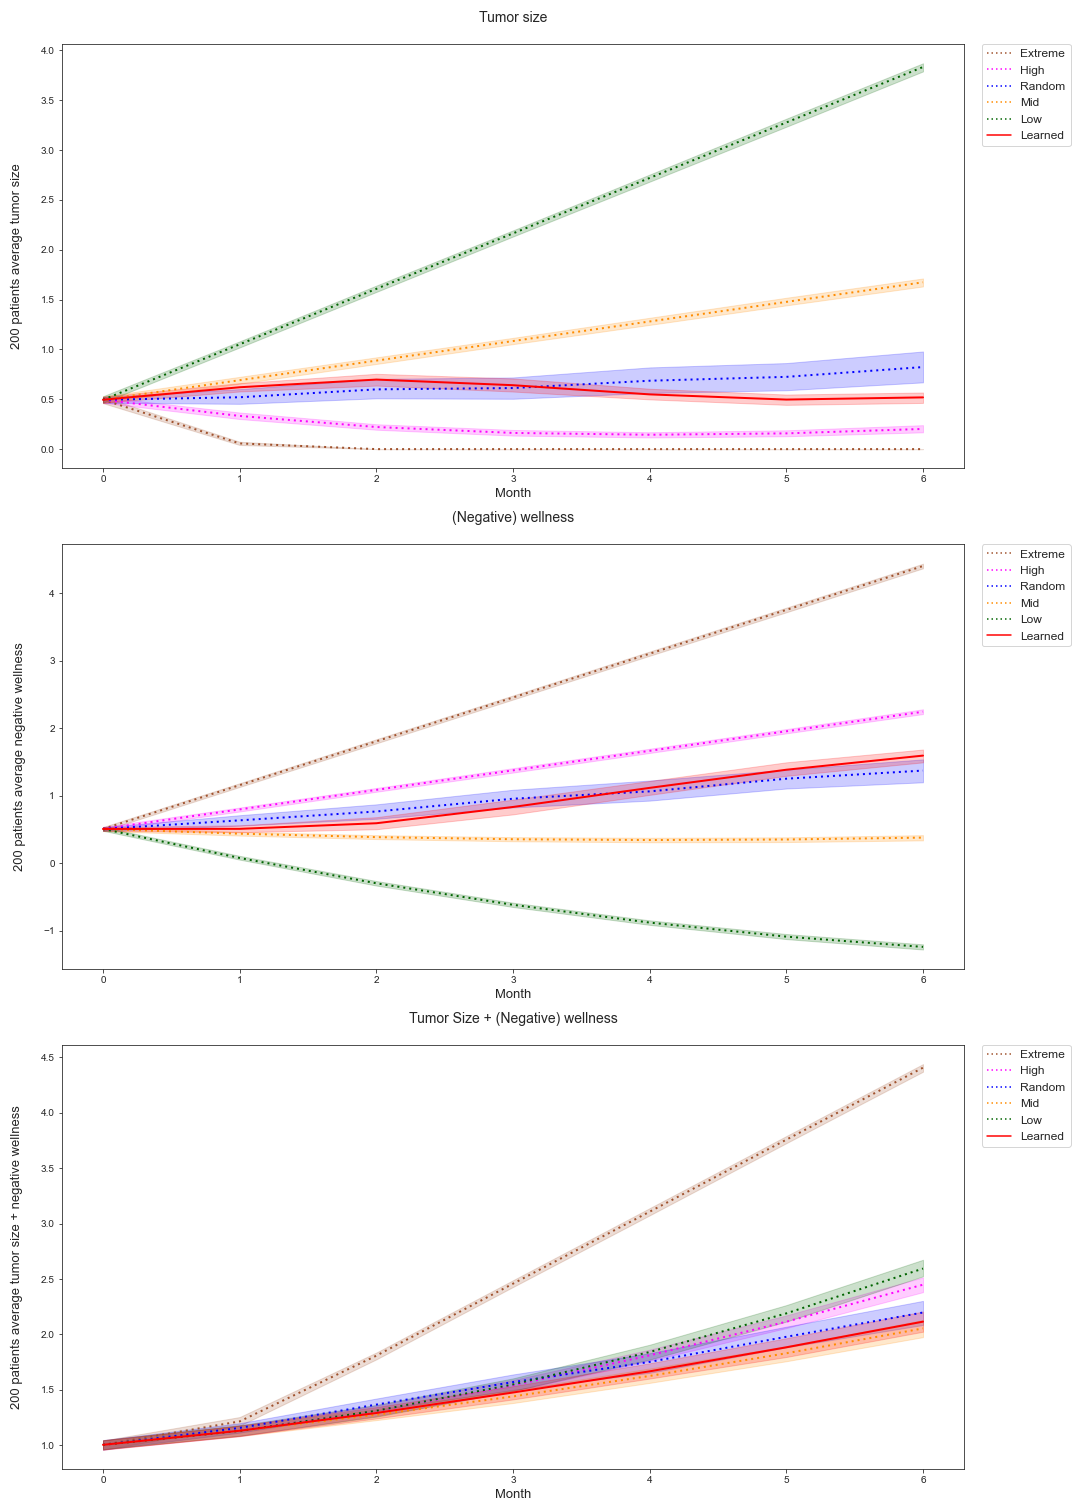 Tumor size
4.0
3.5
3.0
2.5
2.0
1.5
1.0
0.5
0.0
200 patients average tumor size
0 1 2 3 4 5 6
Month
Extreme
High
Random
Mid
Low
Learned
(Negative) wellness
4
3
2
1
0
−1
200 patients average negative wellness
0 1 2 3 4 5 6
Month
Extreme
High
Random
Mid
Low
Learned
Tumor Size + (Negative) wellness
4.5
4.0
3.5
3.0
2.5
2.0
1.5
1.0
200 patients average tumor size + negative wellness
0 1 2 3 4 5 6
Month
Extreme
High
Random
Mid
Low
Learned